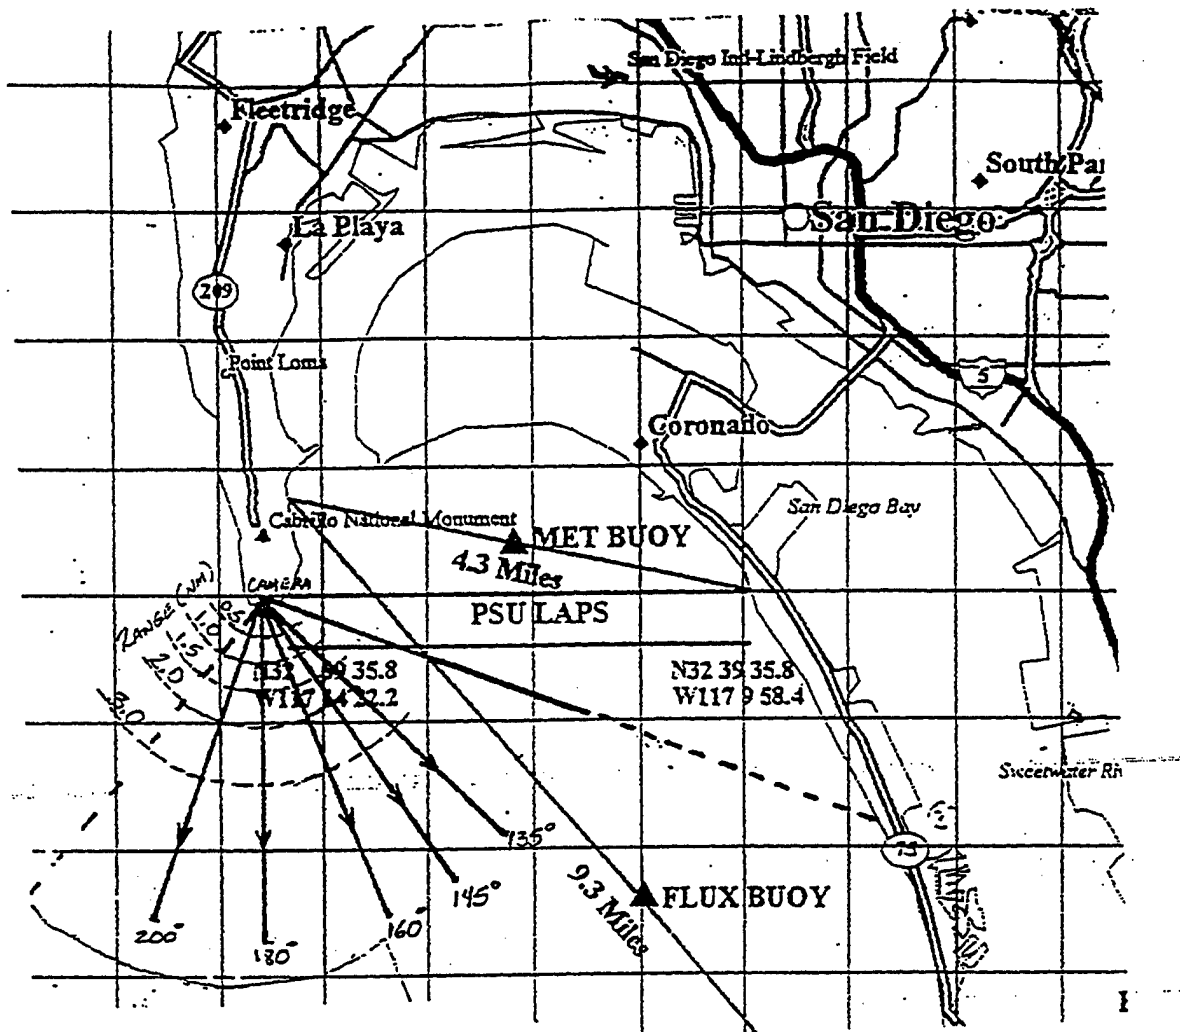 San Diego Intl-Lindbergh Field
Fleetridge
South Par
San Diego
La Playa
209
Point Loma
5
Coronado
San Diego Bay
Cabrillo National Monument
MET BUOY
4.3 Miles
CAMERA
PSU LAPS
RANGE (NM)
0.5
1.0
1.5
2.0
3.0
N32 39 35.8
W117 14 22.2
N32 39 35.8
W117 9 58.4
Sweetwater Ri
135°
75
145°
9.3 Miles
FLUX BUOY
160°
200°
180°